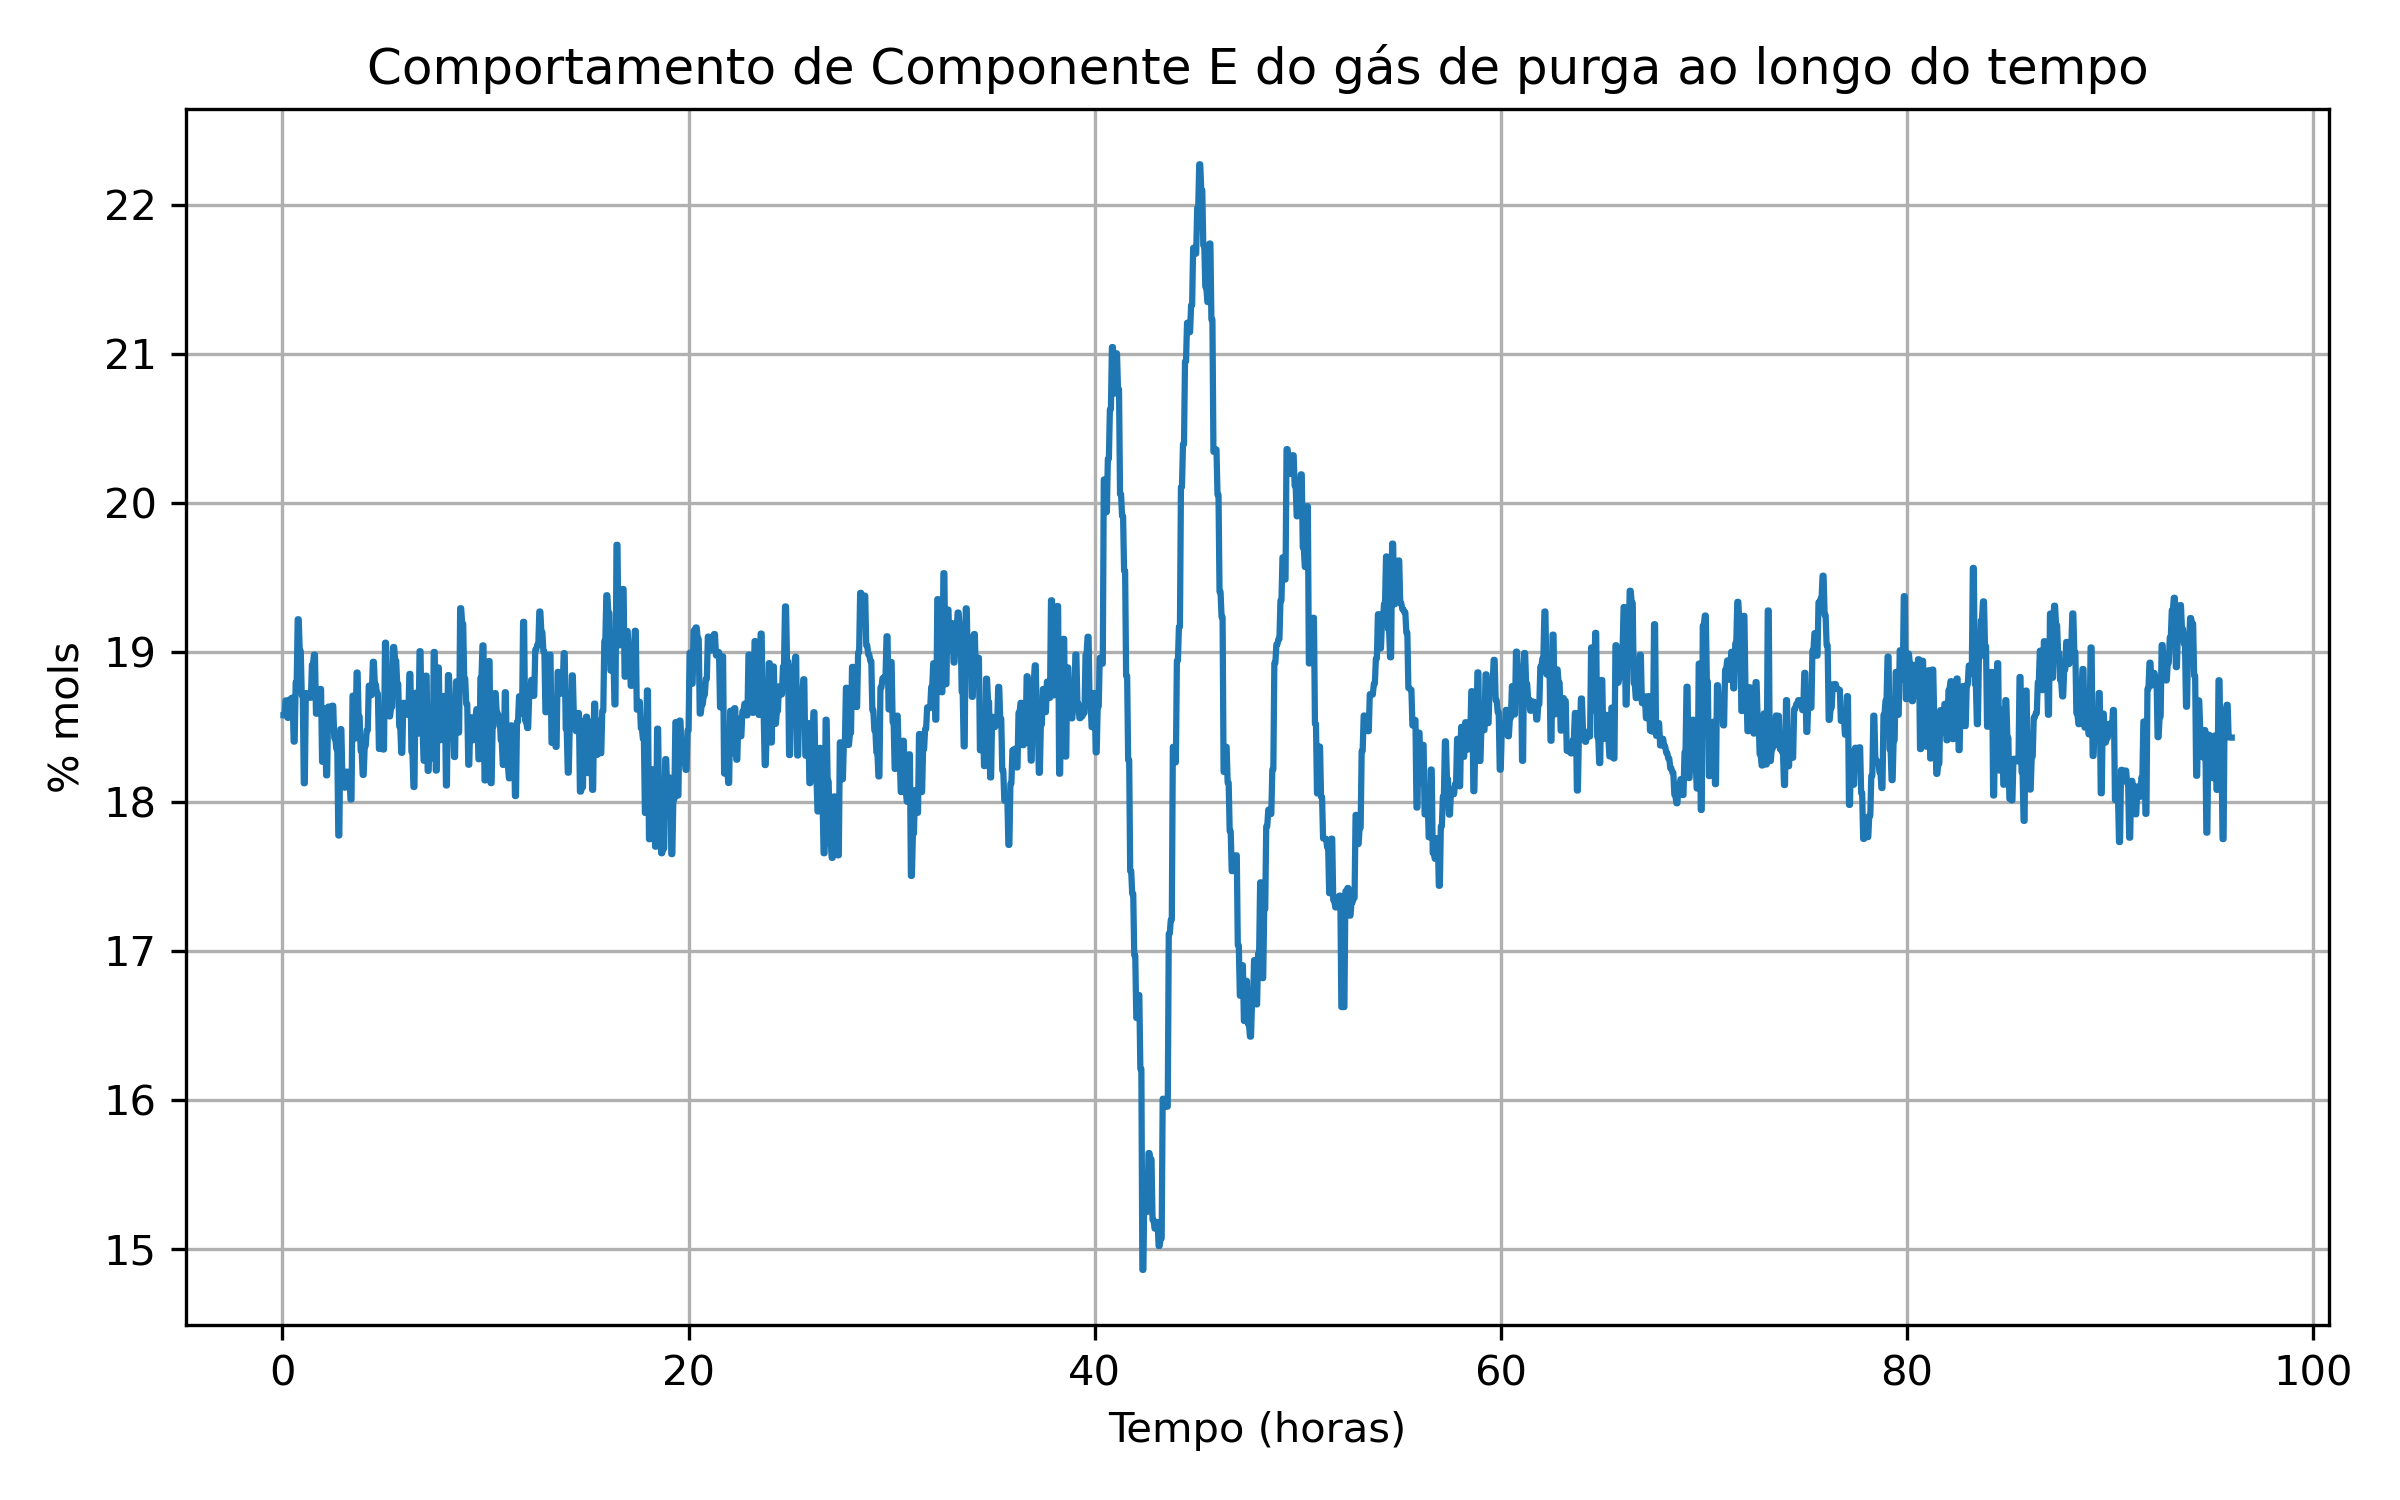 Comportamento de Componente E do gás de purga ao longo do tempo
% mols
22
21
20
19
18
17
16
15
0 20 40 60 80 100
Tempo (horas)